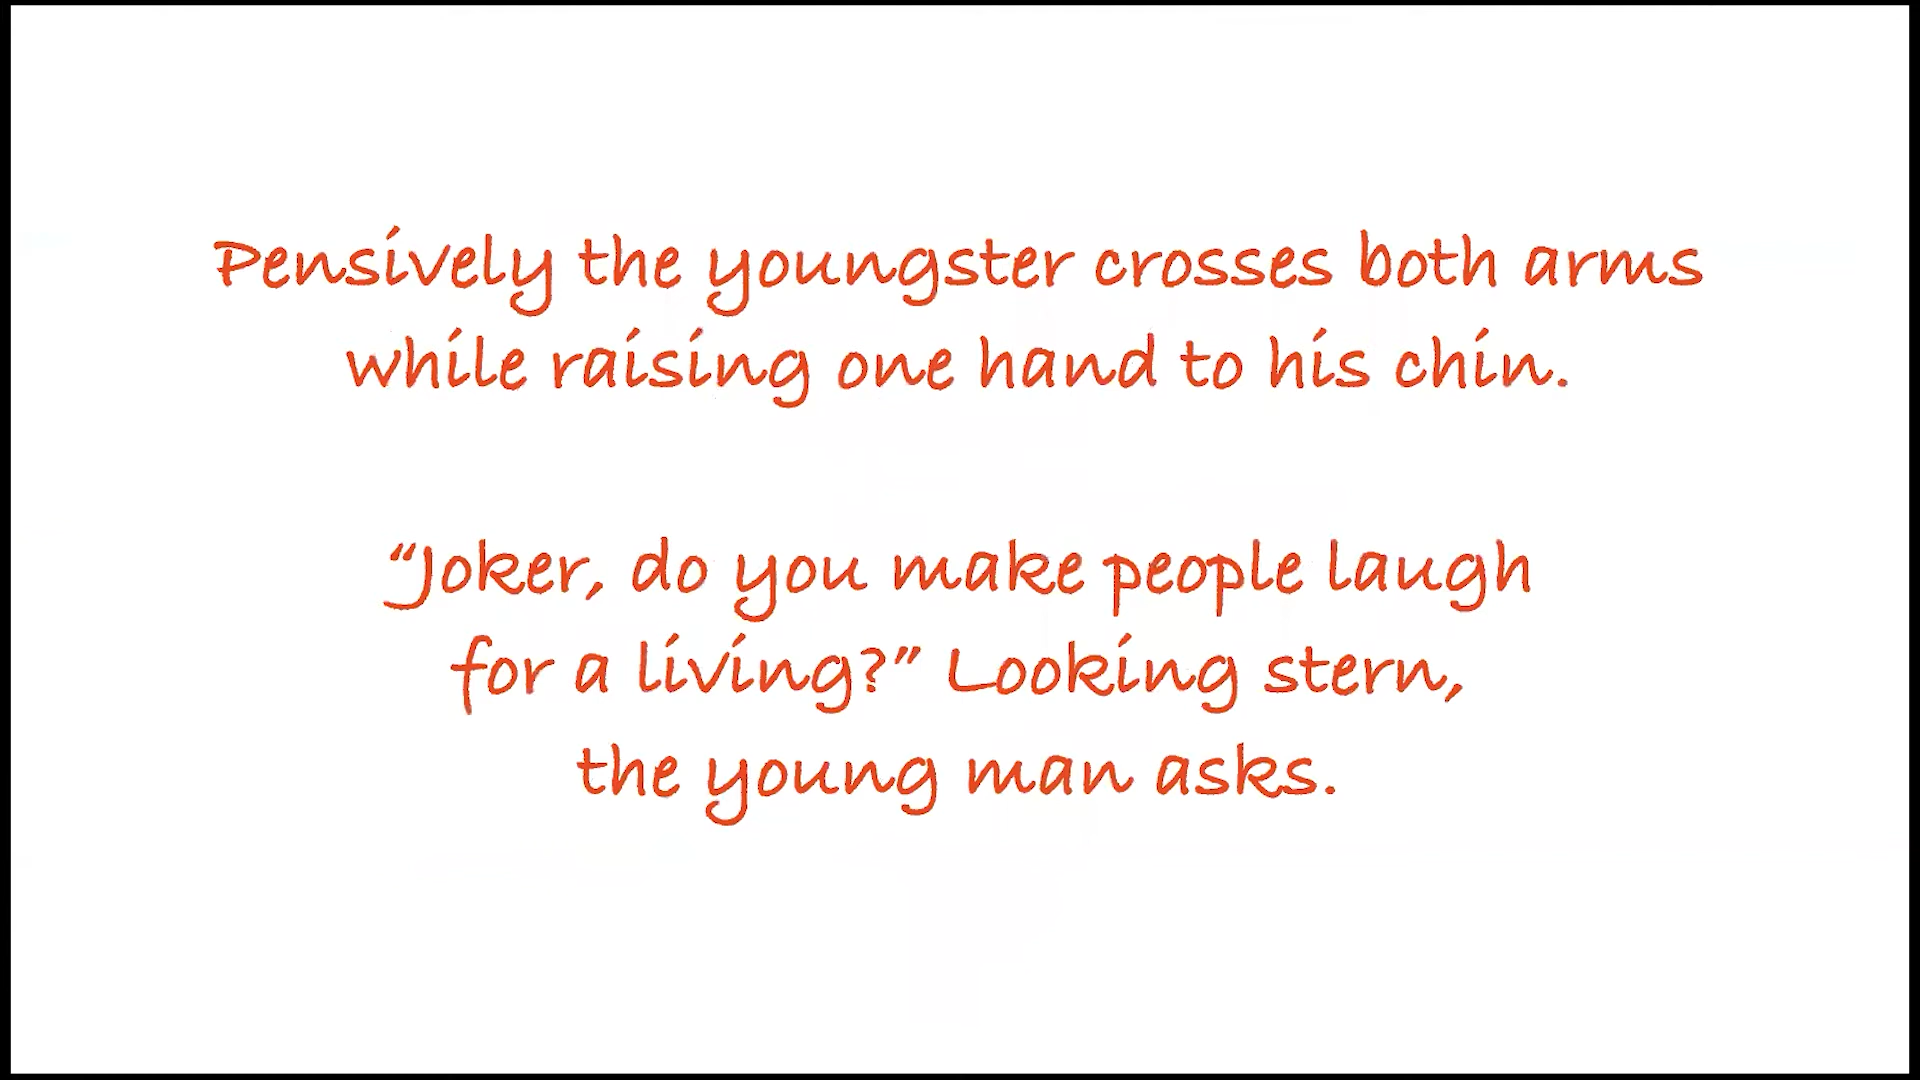 Pensively the youngster crosses both arms
while raising one hand to his chin.
“Joker, do you make people laugh
for a living?” Looking stern,
the young man asks.